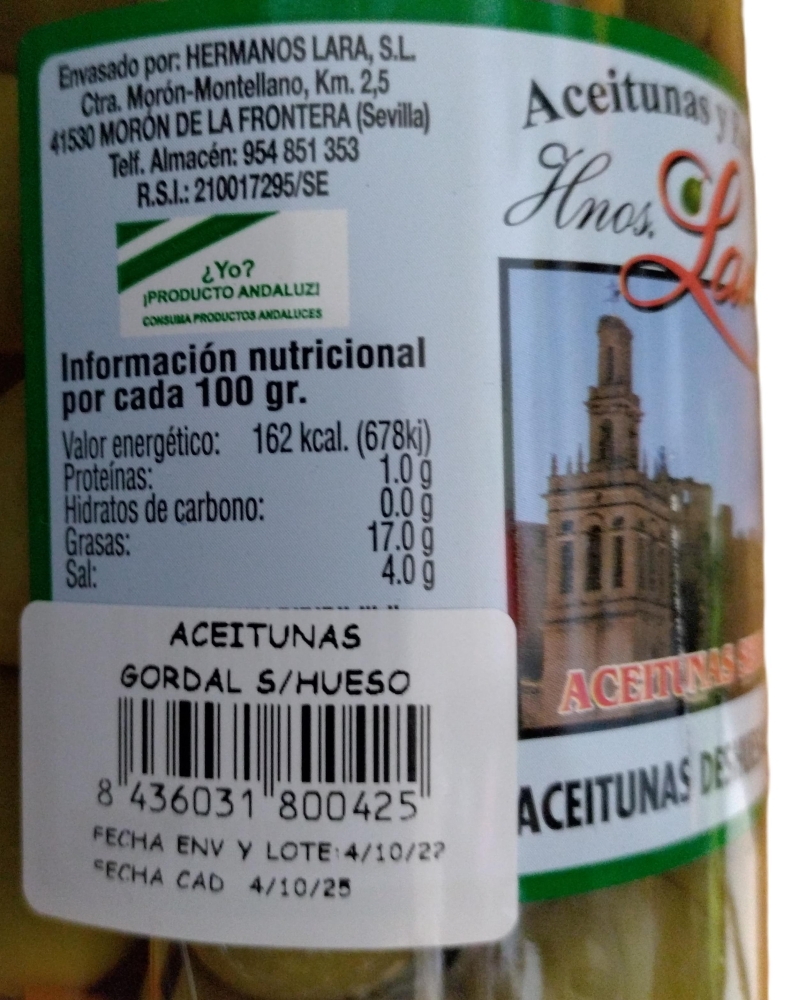 Envasado por: HERMANOS LARA, S.L.
Ctra. Morón-Montellano, Km. 2,5
41530 MORÓN DE LA FRONTERA (Sevilla)
Telf. Almacén: 954 851 353
R.S.I.: 210017295/SE
¿Yo?
¡PRODUCTO ANDALUZ!
CONSUMA PRODUCTOS ANDALUCES
Información nutricional
por cada 100 gr.
Valor energético: 162 kcal. (678kj)
Proteínas: 1.0 g
Hidratos de carbono: 0.0 g
Grasas: 17.0 g
Sal: 4.0 g
ACEITUNAS
GORDAL S/HUESO
8 436031 800425
FECHA ENV Y LOTE:4/10/22
FECHA CAD 4/10/25
Aceitunas y
Hnos.
ACEITUNAS
ACEITUNAS